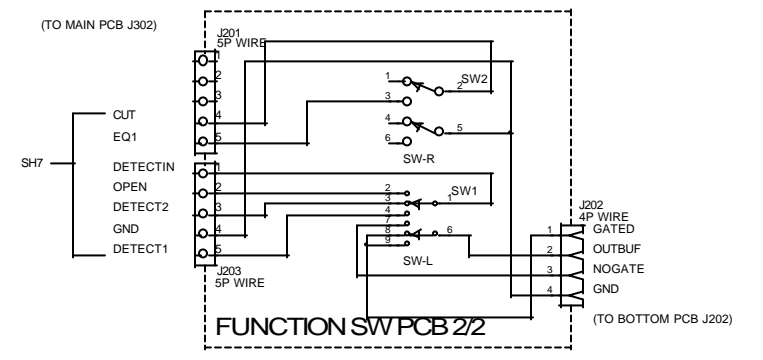 (TO MAIN PCB J302)
J201
5P WIRE
1
2
3
4
5
CUT
EQ1
SH7
DETECTIN
OPEN
DETECT2
GND
DETECT1
1
2
3
4
5
J203
5P WIRE
1
3
2
SW2
4
6
5
SW-R
2
3
4
7
8
9
1
SW1
6
SW-L
J202
4P WIRE
1 GATED
2 OUTBUF
3 NOGATE
4 GND
(TO BOTTOM PCB J202)
FUNCTION SW PCB 2/2